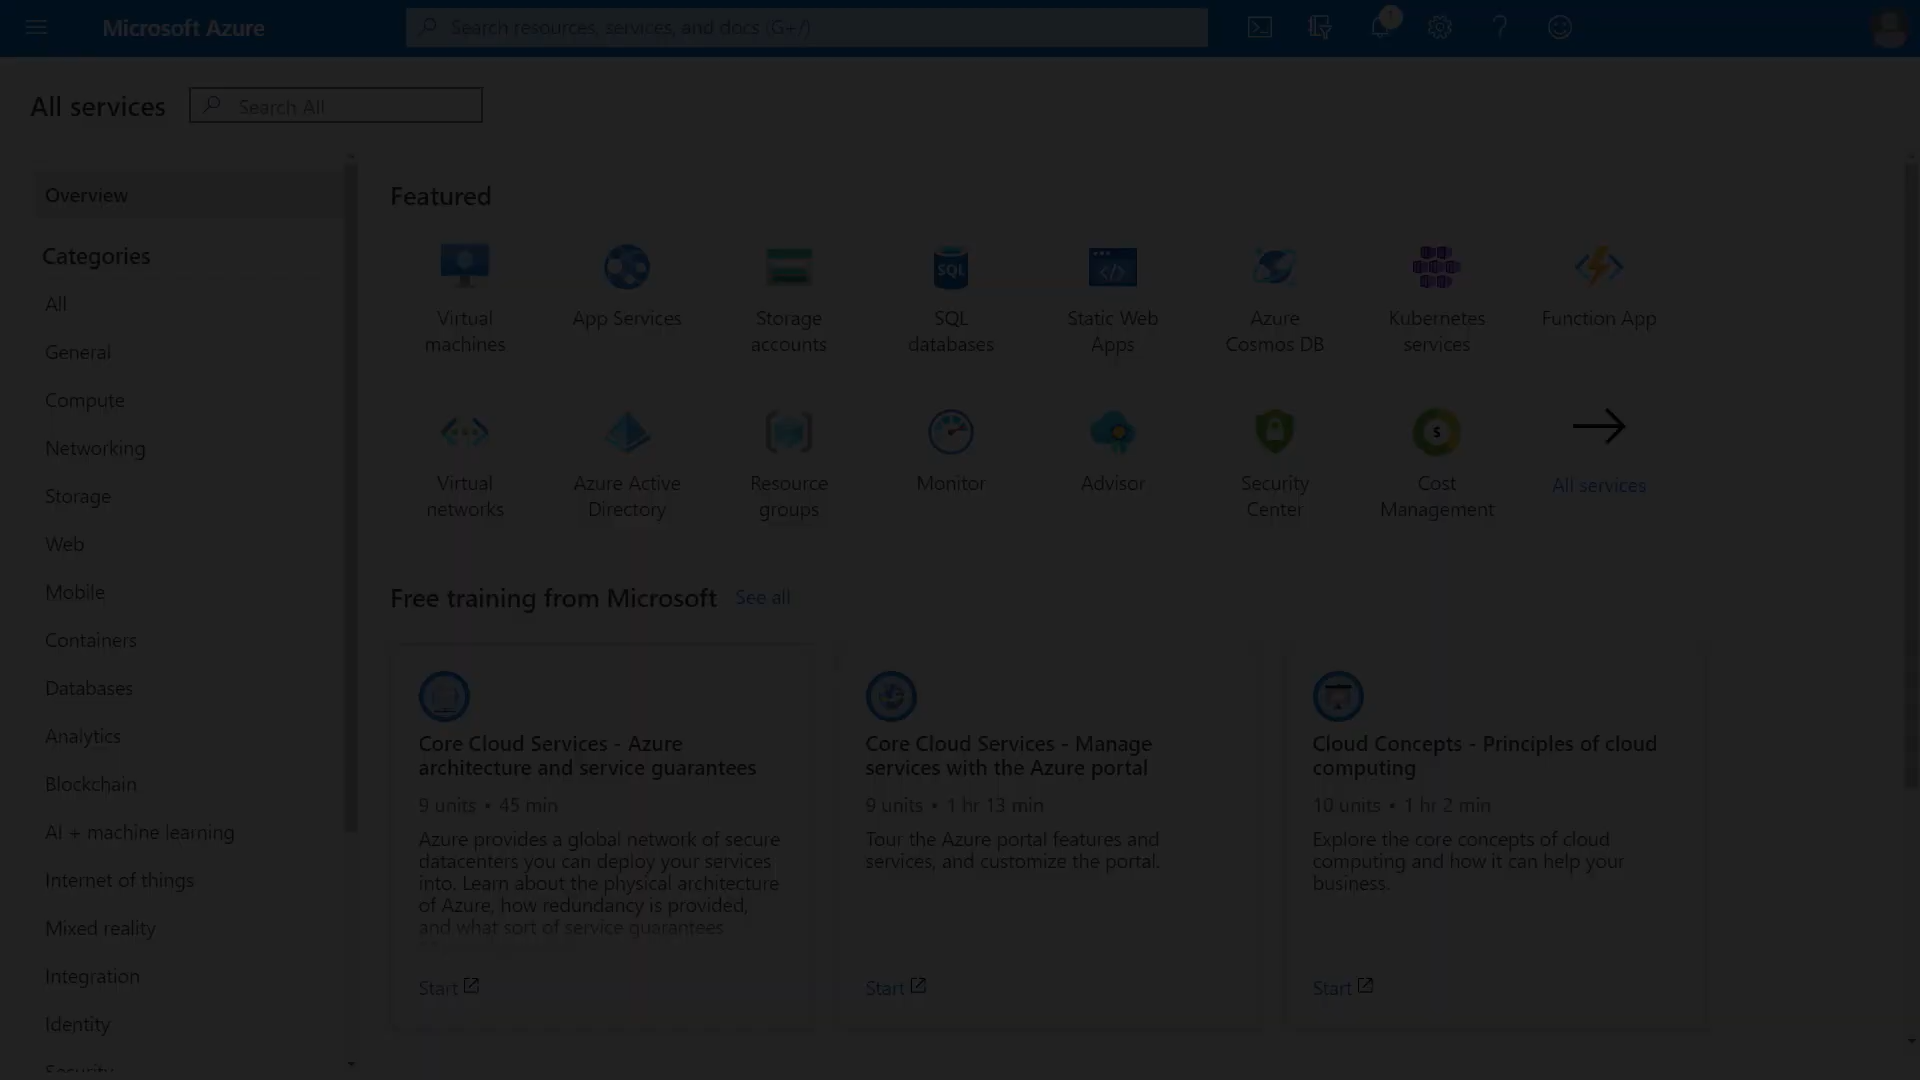 Microsoft Azure
Search resources, services, and docs (G+/)
1
All services
Search All
Overview
Categories
All
General
Compute
Networking
Storage
Web
Mobile
Containers
Databases
Analytics
Blockchain
AI + machine learning
Internet of things
Mixed reality
Integration
Identity
Security
Featured
Virtual
machines
App Services
Storage
accounts
SQL
SQL
databases
Static Web
Apps
Azure
Cosmos DB
Kubernetes
services
Function App
Virtual
networks
Azure Active
Directory
Resource
groups
Monitor
Advisor
Security
Center
$
Cost
Management
All services
Free training from Microsoft See all
Core Cloud Services - Azure
architecture and service guarantees
9 units • 45 min
Azure provides a global network of secure
datacenters you can deploy your services
into. Learn about the physical architecture
of Azure, how redundancy is provided,
and what sort of service guarantees
Start
Core Cloud Services - Manage
services with the Azure portal
9 units • 1 hr 13 min
Tour the Azure portal features and
services, and customize the portal.
Start
Cloud Concepts - Principles of cloud
computing
10 units • 1 hr 2 min
Explore the core concepts of cloud
computing and how it can help your
business.
Start